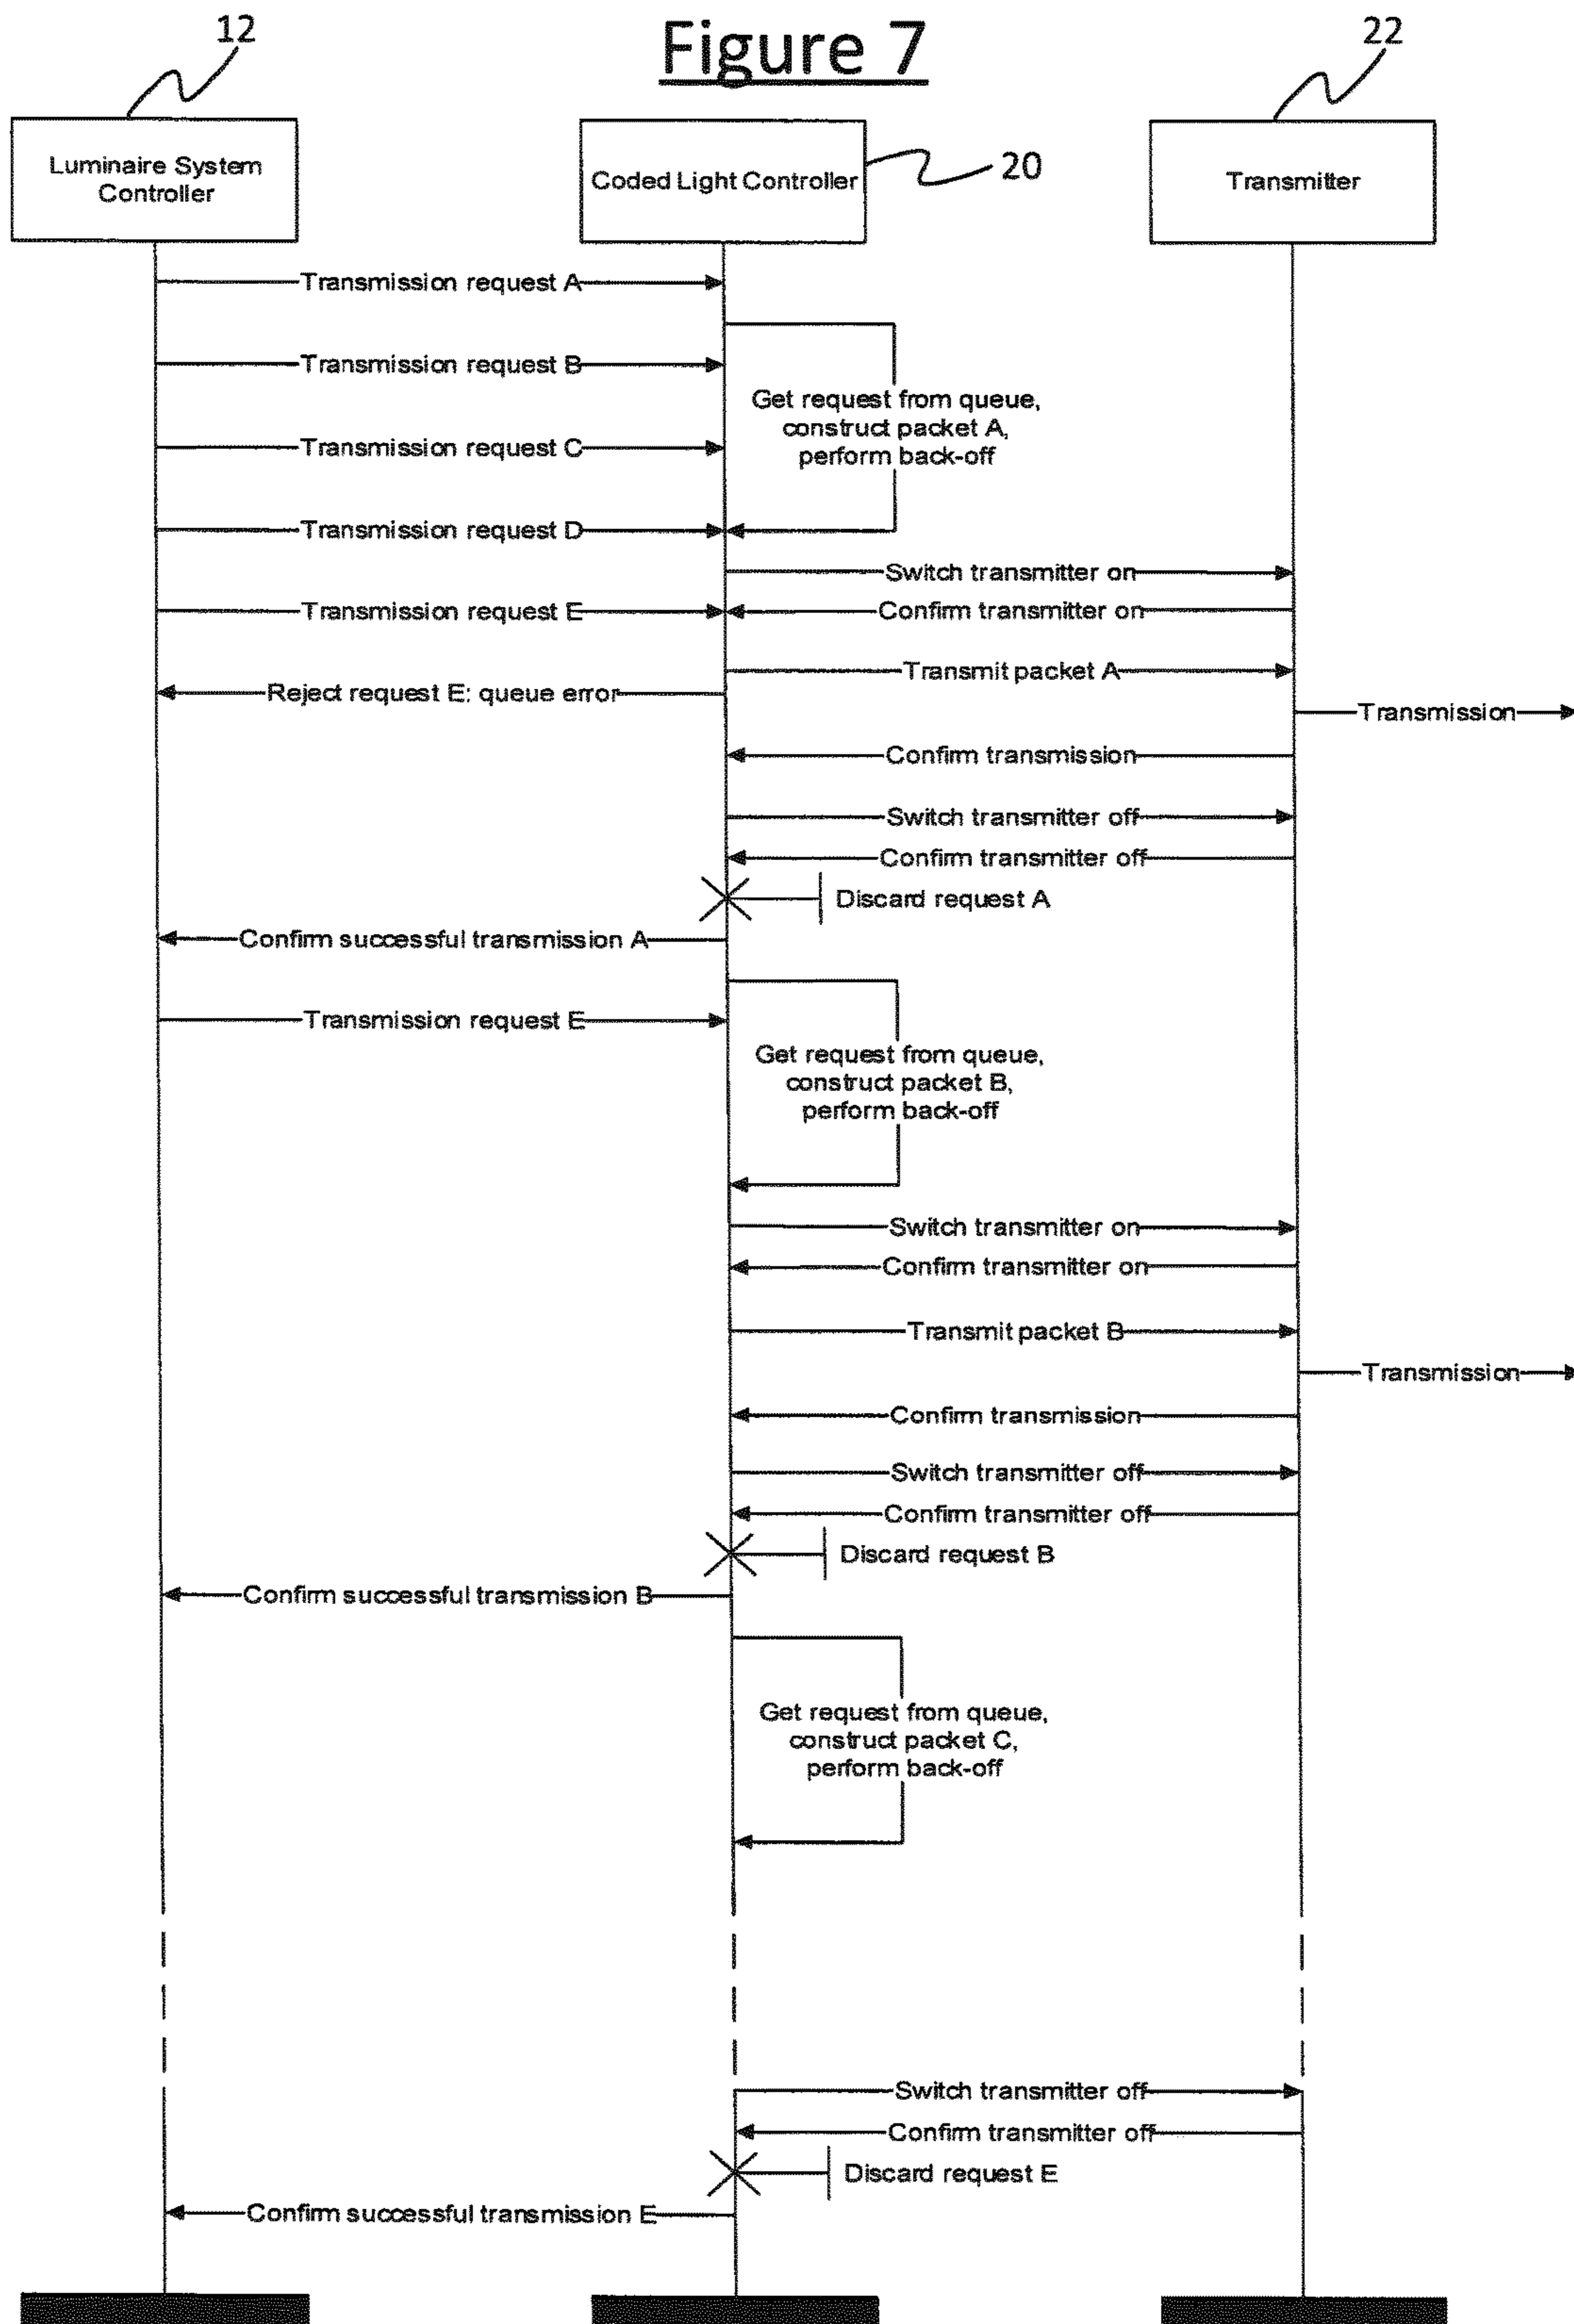 Figure 7
12
22
Luminaire System
Controller
Coded Light Controller
20
Transmitter
Transmission request A
Transmission request B
Get request from queue,
construct packet A,
perform back-off
Transmission request C
Transmission request D
Switch transmitter on
Transmission request E
Confirm transmitter on
Transmit packet A
Reject request E: queue error
Transmission
Confirm transmission
Switch transmitter off
Confirm transmitter off
Discard request A
Confirm successful transmission A
Transmission request E
Get request from queue,
construct packet B,
perform back-off
Switch transmitter on
Confirm transmitter on
Transmit packet B
Transmission
Confirm transmission
Switch transmitter off
Confirm transmitter off
Discard request B
Confirm successful transmission B
Get request from queue,
construct packet C,
perform back-off
Switch transmitter off
Confirm transmitter off
Discard request E
Confirm successful transmission E